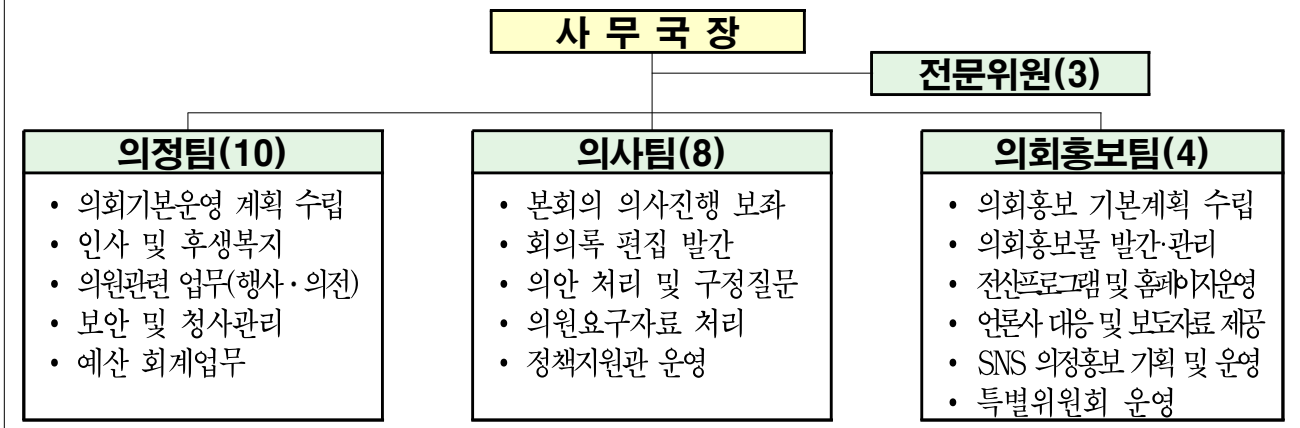 사 무 국 장
전문위원(3)
의정팀(10)
• 의회기본운영 계획 수립
• 인사 및 후생복지
• 의원관련 업무(행사·의전)
• 보안 및 청사관리
• 예산 회계업무
의사팀(8)
• 본회의 의사진행 보좌
• 회의록 편집 발간
• 의안 처리 및 구정질문
• 의원요구자료 처리
• 정책지원관 운영
의회홍보팀(4)
• 의회홍보 기본계획 수립
• 의회홍보물 발간·관리
• 전산프로그램 및 홈페이지운영
• 언론사 대응 및 보도자료 제공
• SNS 의정홍보 기획 및 운영
• 특별위원회 운영